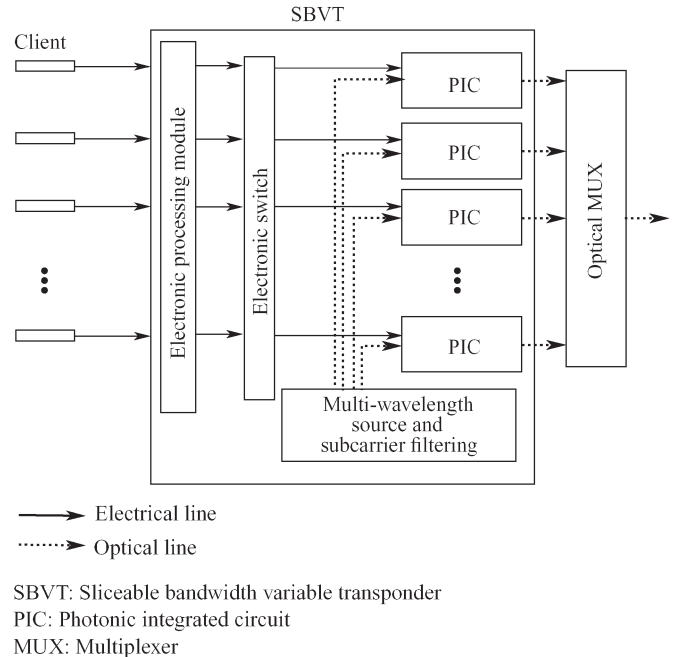 SBVT
Client
Electronic processing module
Electronic switch
PIC
PIC
PIC
PIC
Optical MUX
Multi-wavelength
source and
subcarrier filtering
Electrical line
Optical line
SBVT: Sliceable bandwidth variable transponder
PIC: Photonic integrated circuit
MUX: Multiplexer